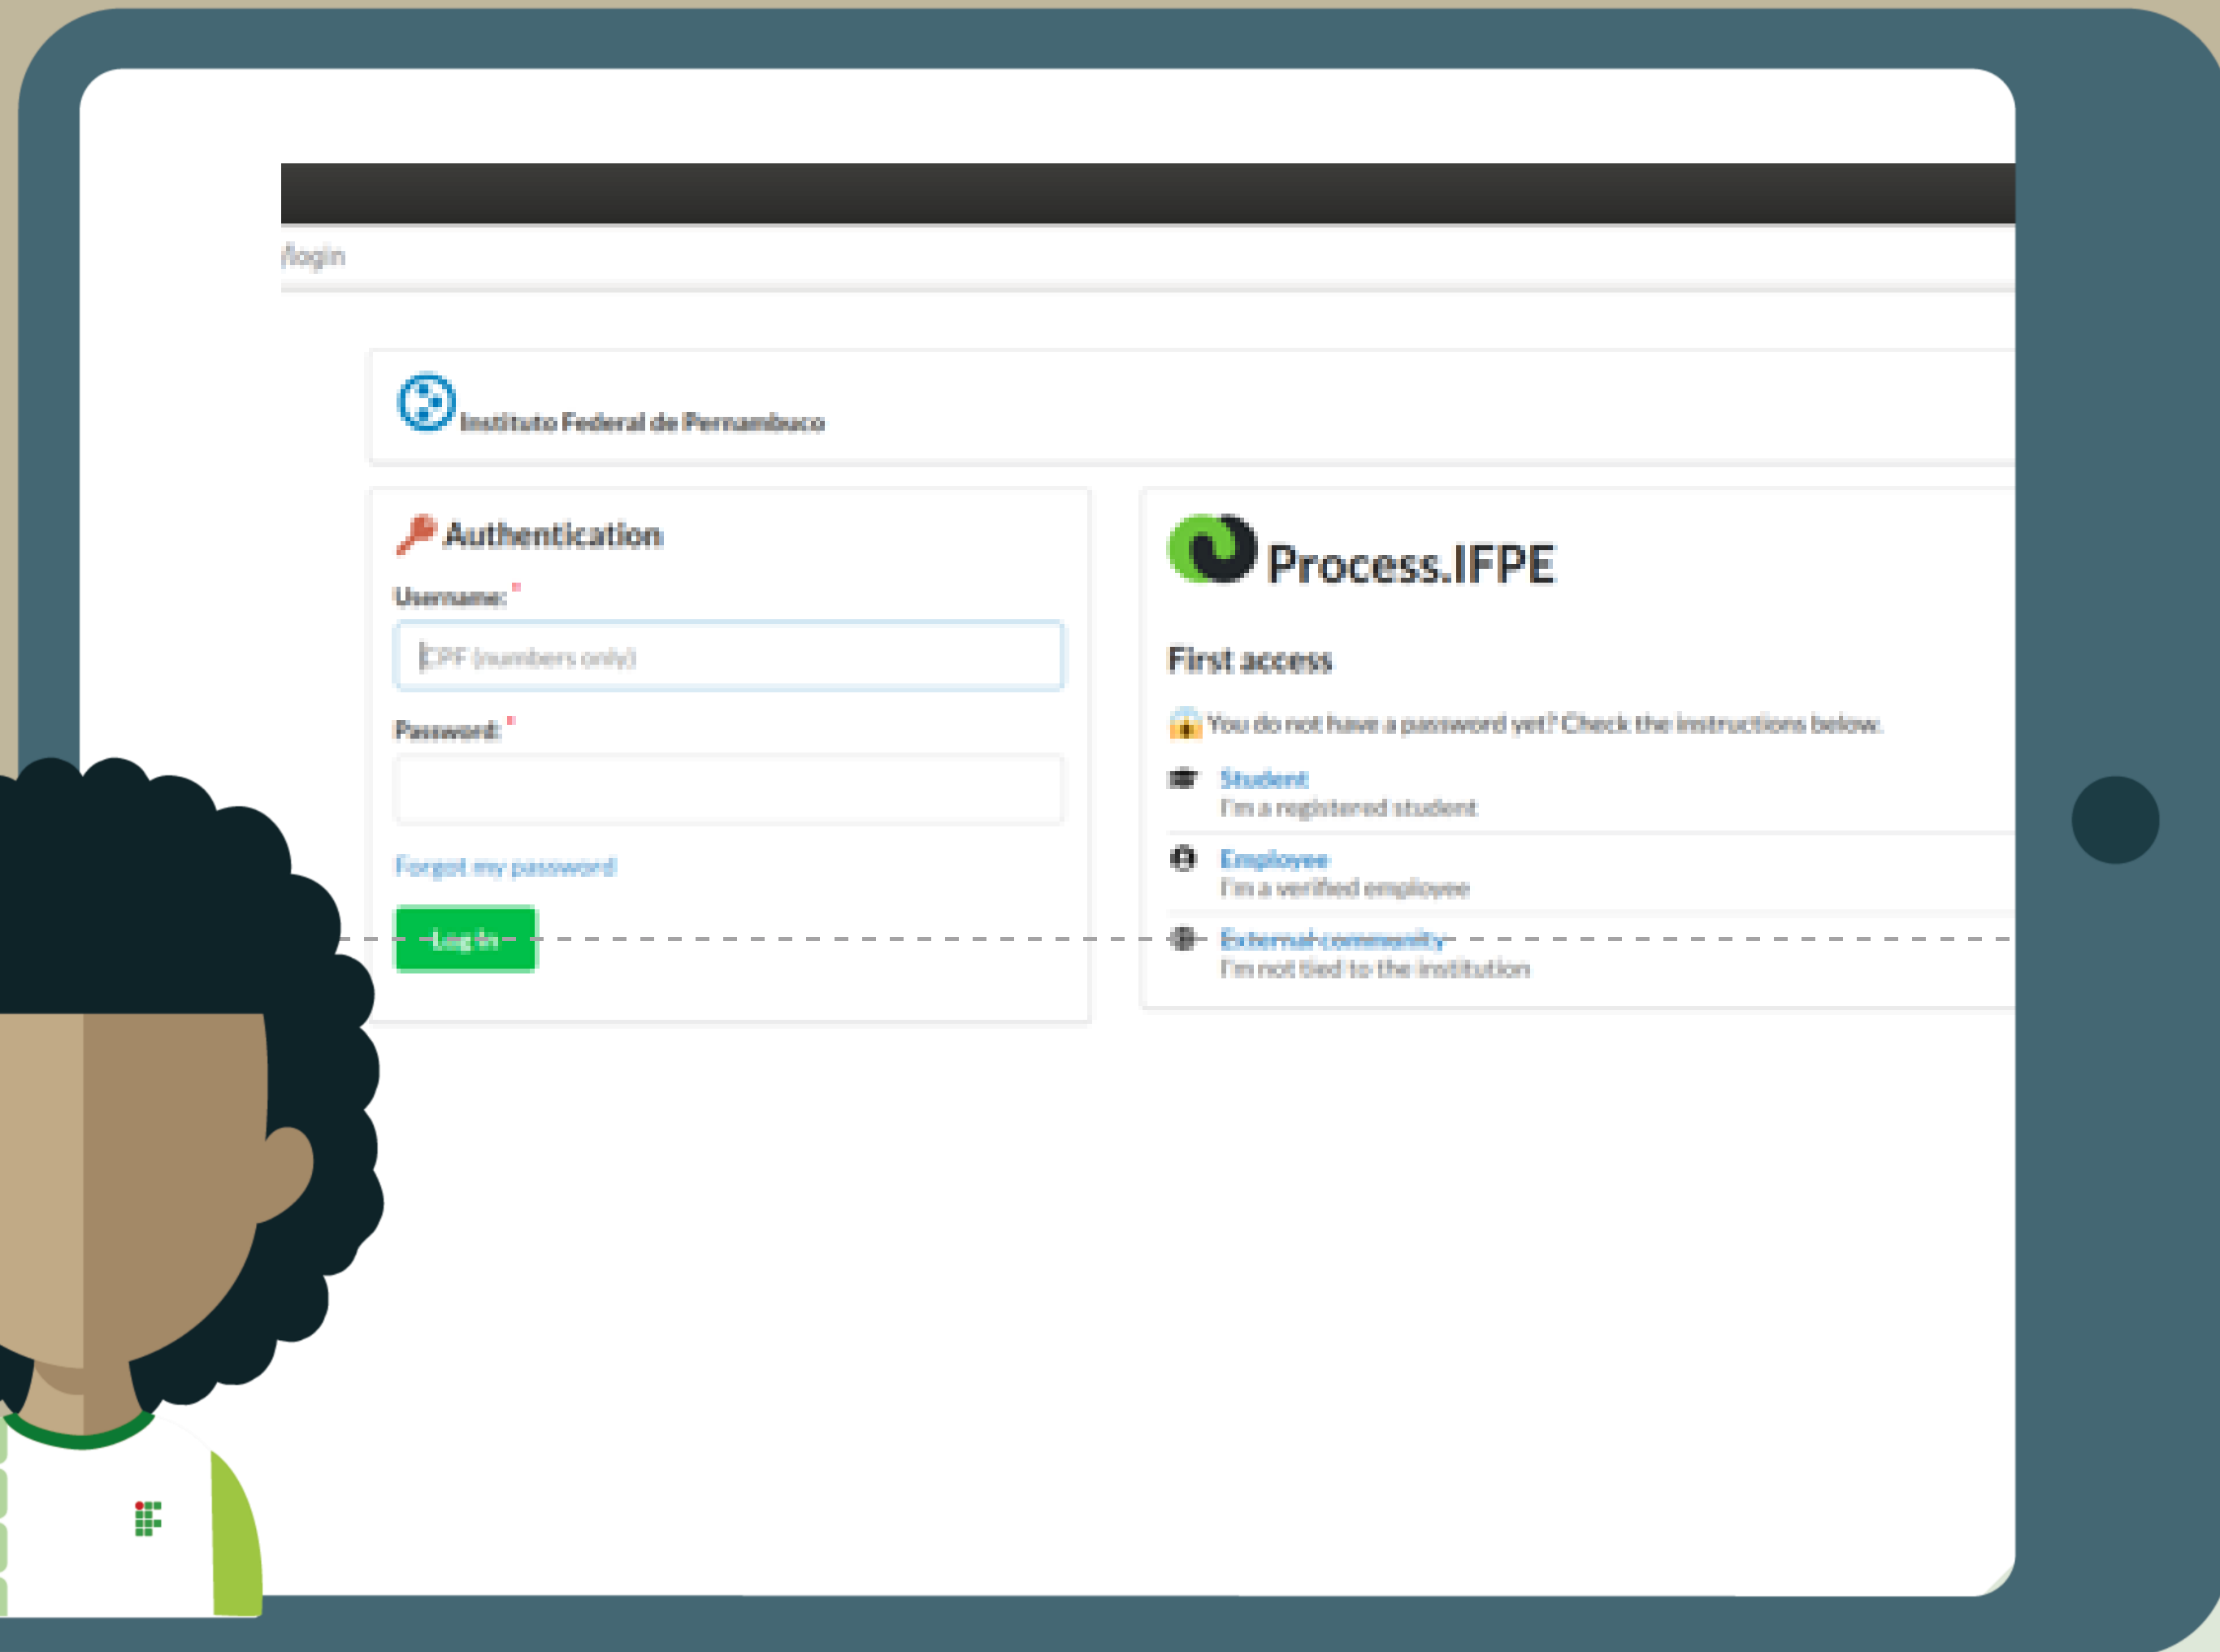 /login
Instituto Federal de Pernambuco
Authentication
Username: *
CPF (numbers only)
Password: *
Forgot my password
Log in
Process.IFPE
First access
You do not have a password yet? Check the instructions below.
Student
I'm a registered student
Employee
I'm a verified employee
External community
I'm not tied to the institution